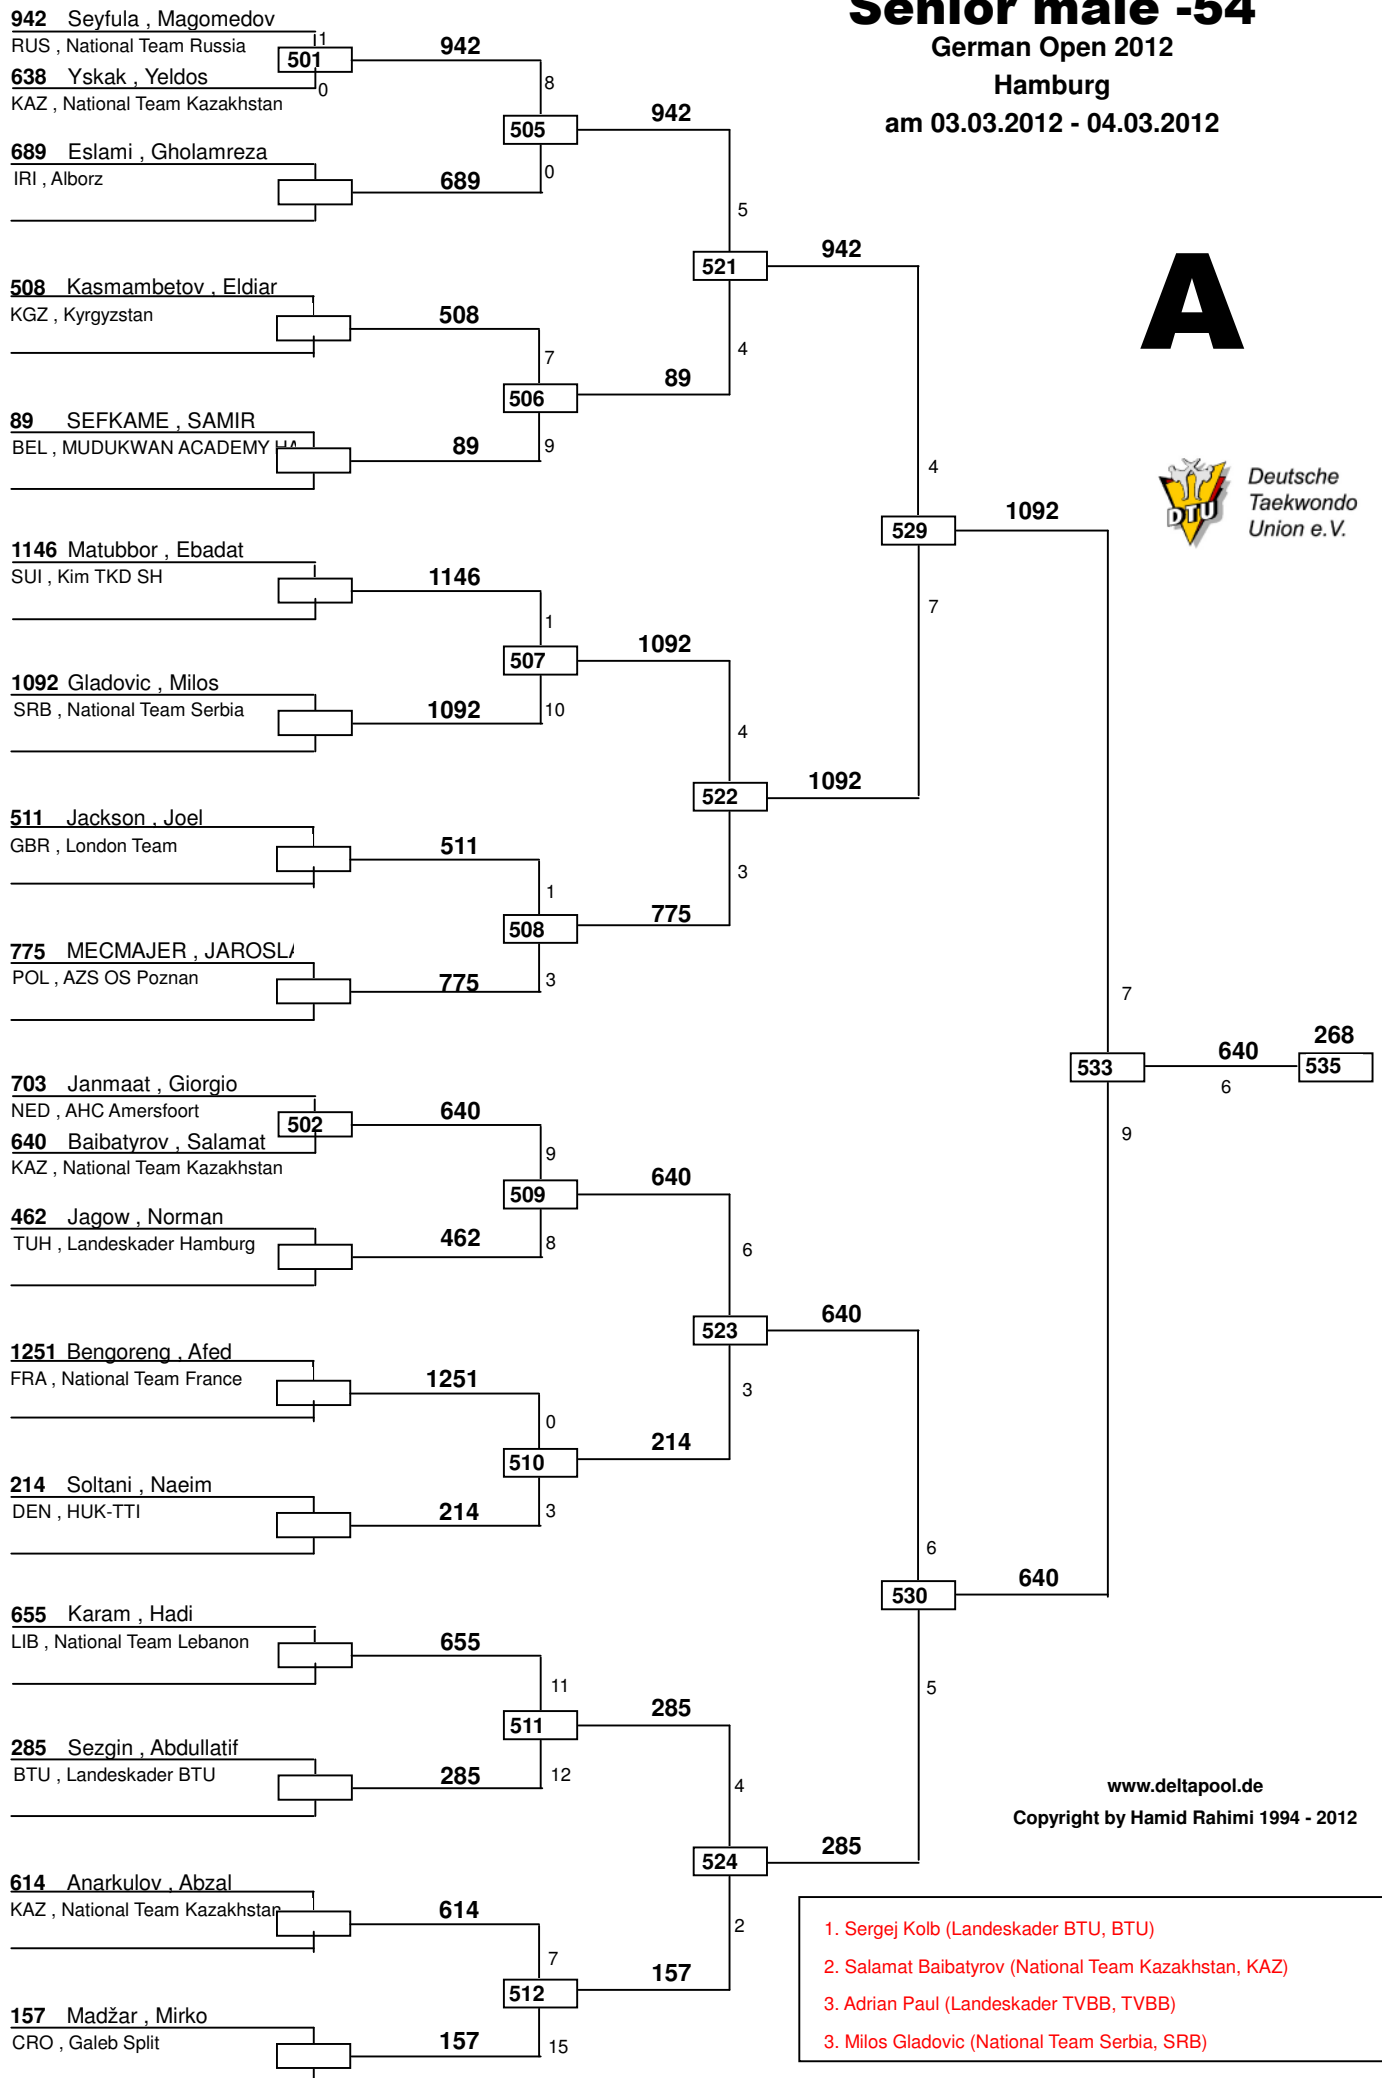 Senior male -54
German Open 2012
Hamburg
am 03.03.2012 - 04.03.2012
A
Deutsche
Taekwondo
Union e.V.
DTU
942 Seyfula , Magomedov
RUS , National Team Russia
1
501
942
638 Yskak , Yeldos
0
KAZ , National Team Kazakhstan
8
505
942
689 Eslami , Gholamreza
IRI , Alborz
689
0
5
521
942
508 Kasmambetov , Eldiar
KGZ , Kyrgyzstan
508
7
4
506
89
89 SEFKAME , SAMIR
BEL , MUDUKWAN ACADEMY
89
9
4
529
1092
1146 Matubbor , Ebadat
SUI , Kim TKD SH
1146
1
7
507
1092
1092 Gladovic , Milos
SRB , National Team Serbia
1092
10
4
522
1092
511 Jackson , Joel
GBR , London Team
511
1
3
508
775
775 MECMAJER , JAROSL
POL , AZS OS Poznan
775
3
7
533
640
6
268
535
9
703 Janmaat , Giorgio
NED , AHC Amersfoort
502
640
640 Baibatyrov , Salamat
KAZ , National Team Kazakhstan
9
509
640
462 Jagow , Norman
TUH , Landeskader Hamburg
462
8
6
523
640
1251 Bengoreng , Afed
FRA , National Team France
1251
0
3
510
214
214 Soltani , Naeim
DEN , HUK-TTI
214
3
6
530
640
655 Karam , Hadi
LIB , National Team Lebanon
655
11
5
511
285
285 Sezgin , Abdullatif
BTU , Landeskader BTU
285
12
4
524
285
614 Anarkulov , Abzal
KAZ , National Team Kazakhstan
614
7
2
512
157
157 Madžar , Mirko
CRO , Galeb Split
157
15
www.deltapool.de
Copyright by Hamid Rahimi 1994 - 2012
1. Sergej Kolb (Landeskader BTU, BTU)
2. Salamat Baibatyrov (National Team Kazakhstan, KAZ)
3. Adrian Paul (Landeskader TVBB, TVBB)
3. Milos Gladovic (National Team Serbia, SRB)